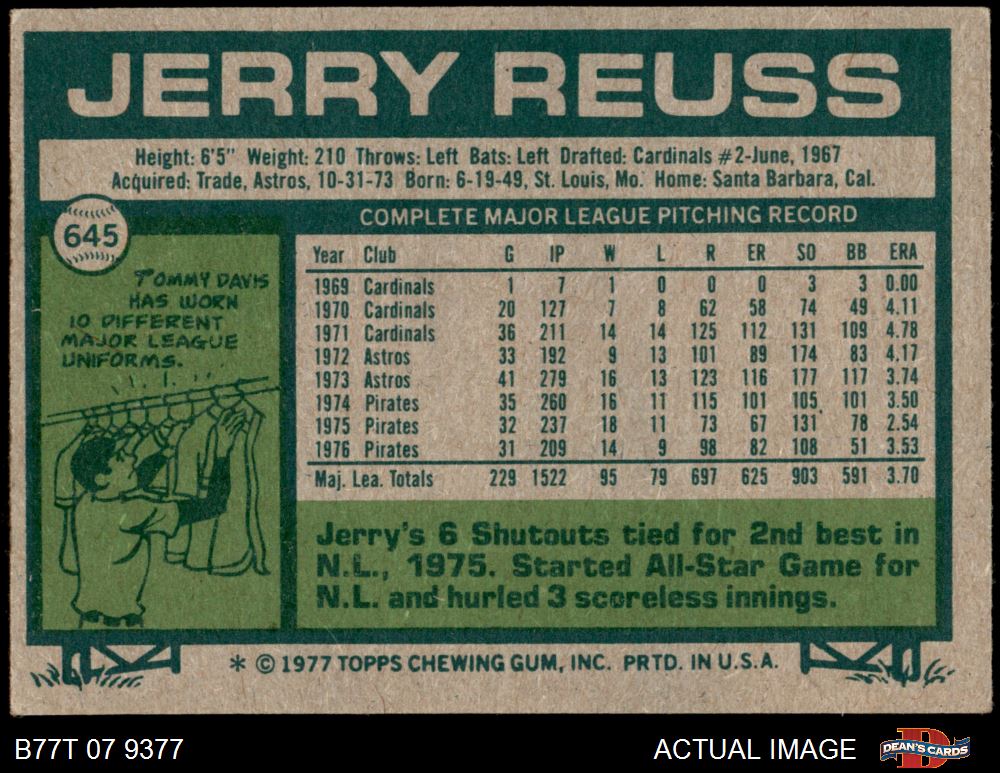 JERRY REUSS
Height: 6'5" Weight: 210 Throws: Left Bats: Left Drafted: Cardinals #2-June, 1967
Acquired: Trade, Astros, 10-31-73 Born: 6-19-49, St. Louis, Mo. Home: Santa Barbara, Cal.
645
TOMMY DAVIS
HAS WORN
10 DIFFERENT
MAJOR LEAGUE
UNIFORMS.
COMPLETE MAJOR LEAGUE PITCHING RECORD
Year Club G IP W L R ER SO BB ERA
1969 Cardinals 1 7 1 0 0 0 3 3 0.00
1970 Cardinals 20 127 7 8 62 58 74 49 4.11
1971 Cardinals 36 211 14 14 125 112 131 109 4.78
1972 Astros 33 192 9 13 101 89 174 83 4.17
1973 Astros 41 279 16 13 123 116 177 117 3.74
1974 Pirates 35 260 16 11 115 101 105 101 3.50
1975 Pirates 32 237 18 11 73 67 131 78 2.54
1976 Pirates 31 209 14 9 98 82 108 51 3.53
Maj. Lea. Totals 229 1522 95 79 697 625 903 591 3.70
Jerry's 6 Shutouts tied for 2nd best in
N.L., 1975. Started All-Star Game for
N.L. and hurled 3 scoreless innings.
* © 1977 TOPPS CHEWING GUM, INC. PRTD. IN U.S.A.
B77T 07 9377
ACTUAL IMAGE
D
DEAN'S CARDS